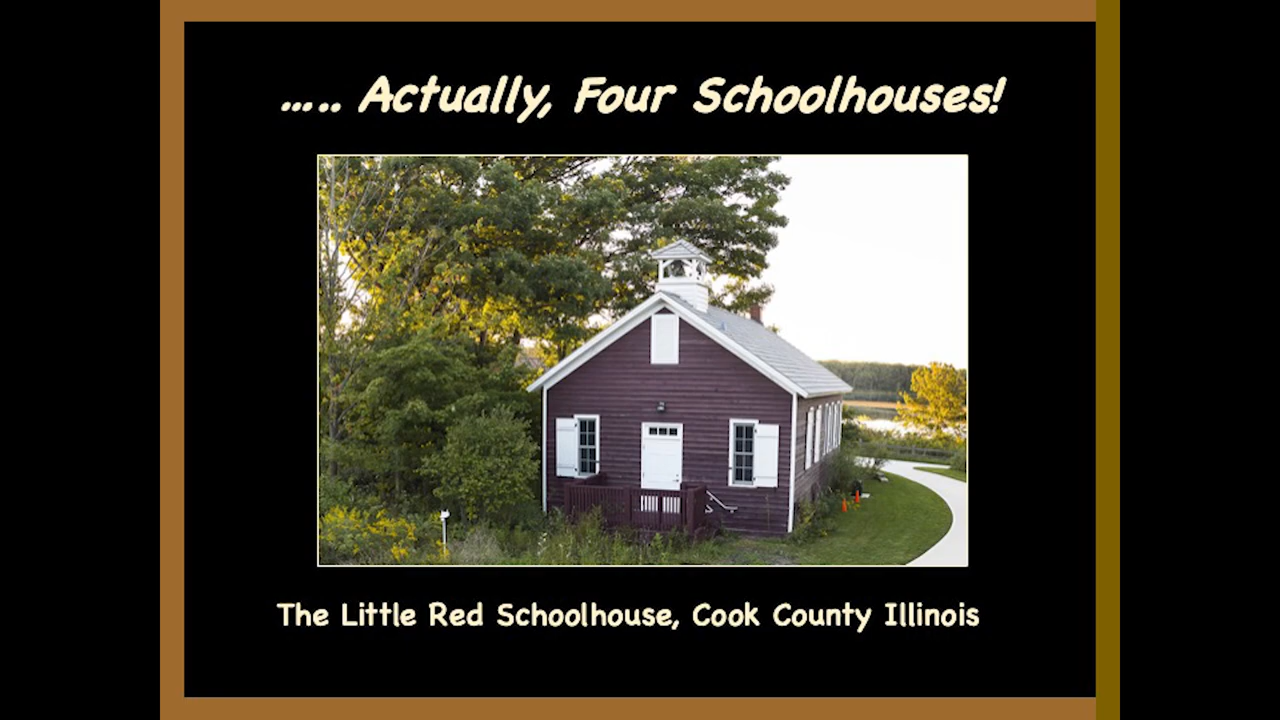 ..... Actually, Four Schoolhouses!
The Little Red Schoolhouse, Cook County Illinois